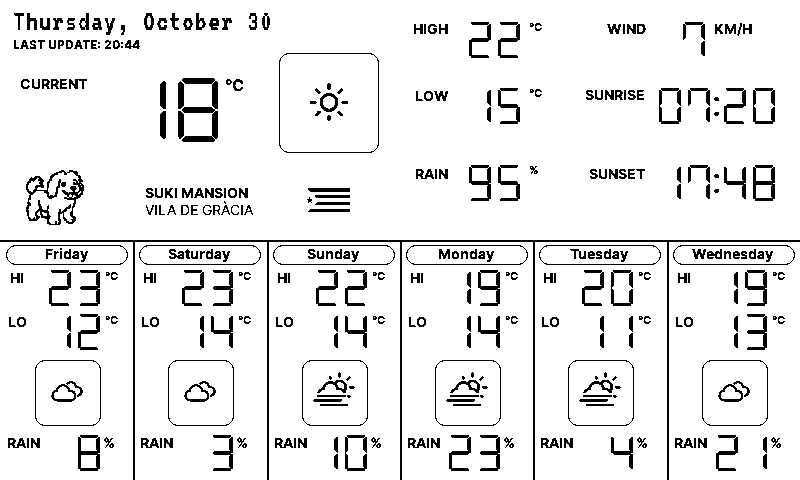 Thursday, October 30
LAST UPDATE: 20:44
CURRENT 18 °C
SUKI MANSION
VILA DE GRÀCIA
HIGH 22 °C
WIND 7 KM/H
LOW 15 °C
SUNRISE 07:20
RAIN 95 %
SUNSET 17:48
Friday
HI 23 °C
LO 12 °C
RAIN 8 %
Saturday
HI 23 °C
LO 14 °C
RAIN 3 %
Sunday
HI 22 °C
LO 14 °C
RAIN 10 %
Monday
HI 19 °C
LO 14 °C
RAIN 23 %
Tuesday
HI 20 °C
LO 11 °C
RAIN 4 %
Wednesday
HI 19 °C
LO 13 °C
RAIN 21 %